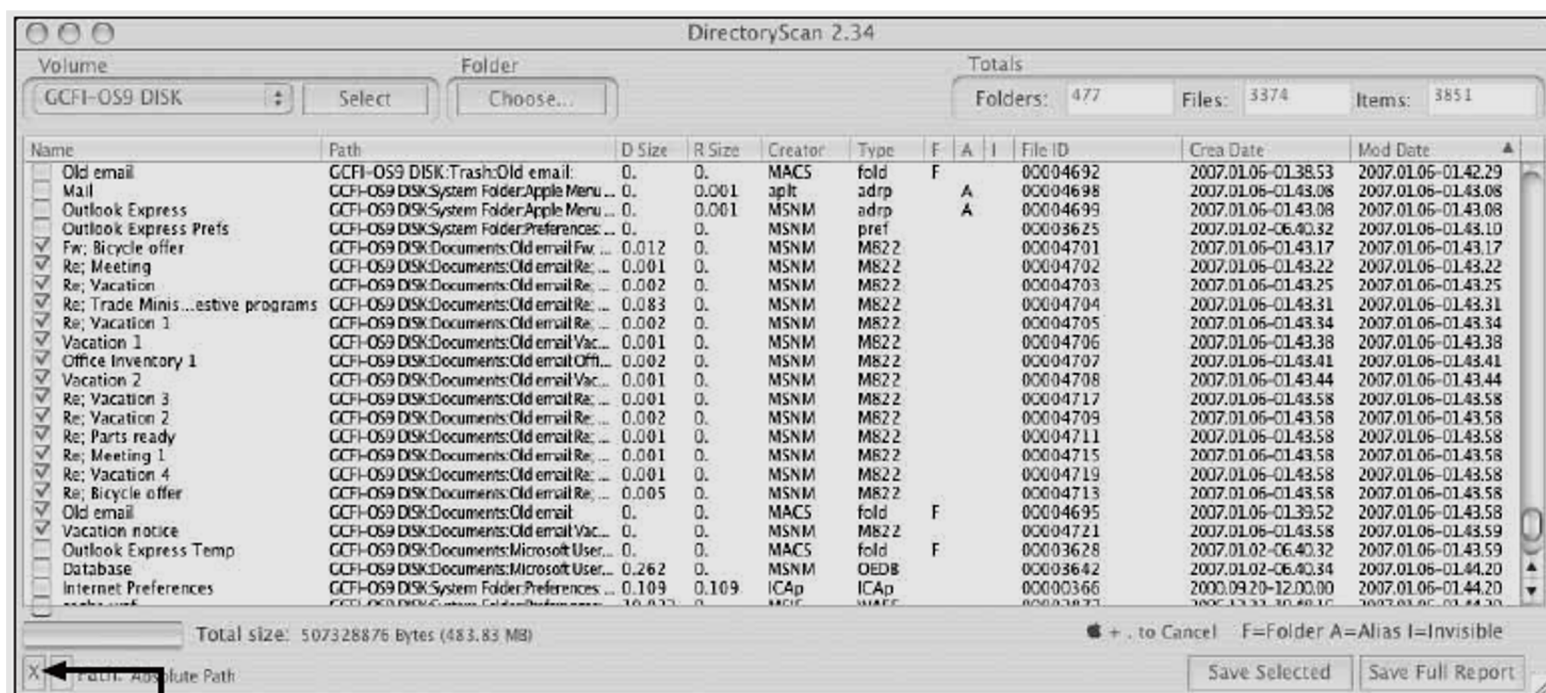 DirectoryScan 2.34
Volume Folder Totals
GCFI-OS9 DISK Select Choose... Folders: 477 Files: 3374 Items: 3851
Name Path D Size R Size Creator Type F A I File ID Crea Date Mod Date
Old email GCFI-OS9 DISK:Trash:Old email: 0. 0. MACS fold F 00004692 2007.01.06-01.38.53 2007.01.06-01.42.29
Mail GCFI-OS9 DISK:System Folder:Apple Menu ... 0. 0.001 aplt adrp A 00004698 2007.01.06-01.43.08 2007.01.06-01.43.08
Outlook Express GCFI-OS9 DISK:System Folder:Apple Menu ... 0. 0.001 MSNM adrp A 00004699 2007.01.06-01.43.08 2007.01.06-01.43.08
Outlook Express Prefs GCFI-OS9 DISK:System Folder:Preferences: ... 0. 0. MSNM pref 00003625 2007.01.02-06.40.32 2007.01.06-01.43.10
Fw; Bicycle offer GCFI-OS9 DISK:Documents:Old email:Fw; ... 0.012 0. MSNM M822 00004701 2007.01.06-01.43.17 2007.01.06-01.43.17
Re; Meeting GCFI-OS9 DISK:Documents:Old email:Re; ... 0.001 0. MSNM M822 00004702 2007.01.06-01.43.22 2007.01.06-01.43.22
Re; Vacation GCFI-OS9 DISK:Documents:Old email:Re; ... 0.002 0. MSNM M822 00004703 2007.01.06-01.43.25 2007.01.06-01.43.25
Re; Trade Minis...estive programs GCFI-OS9 DISK:Documents:Old email:Re; ... 0.083 0. MSNM M822 00004704 2007.01.06-01.43.31 2007.01.06-01.43.31
Re; Vacation 1 GCFI-OS9 DISK:Documents:Old email:Re; ... 0.002 0. MSNM M822 00004705 2007.01.06-01.43.34 2007.01.06-01.43.34
Vacation 1 GCFI-OS9 DISK:Documents:Old email:Vac... 0.001 0. MSNM M822 00004706 2007.01.06-01.43.38 2007.01.06-01.43.38
Office Inventory 1 GCFI-OS9 DISK:Documents:Old email:Offi... 0.002 0. MSNM M822 00004707 2007.01.06-01.43.41 2007.01.06-01.43.41
Vacation 2 GCFI-OS9 DISK:Documents:Old email:Vac... 0.001 0. MSNM M822 00004708 2007.01.06-01.43.44 2007.01.06-01.43.44
Re; Vacation 3 GCFI-OS9 DISK:Documents:Old email:Re; ... 0.001 0. MSNM M822 00004717 2007.01.06-01.43.58 2007.01.06-01.43.58
Re; Vacation 2 GCFI-OS9 DISK:Documents:Old email:Re; ... 0.002 0. MSNM M822 00004709 2007.01.06-01.43.58 2007.01.06-01.43.58
Re; Parts ready GCFI-OS9 DISK:Documents:Old email:Re; ... 0.001 0. MSNM M822 00004711 2007.01.06-01.43.58 2007.01.06-01.43.58
Re; Meeting 1 GCFI-OS9 DISK:Documents:Old email:Re; ... 0.001 0. MSNM M822 00004715 2007.01.06-01.43.58 2007.01.06-01.43.58
Re; Vacation 4 GCFI-OS9 DISK:Documents:Old email:Re; ... 0.001 0. MSNM M822 00004719 2007.01.06-01.43.58 2007.01.06-01.43.58
Re; Bicycle offer GCFI-OS9 DISK:Documents:Old email:Re; ... 0.005 0. MSNM M822 00004713 2007.01.06-01.43.58 2007.01.06-01.43.58
Old email GCFI-OS9 DISK:Documents:Old email: 0. 0. MACS fold F 00004695 2007.01.06-01.39.52 2007.01.06-01.43.58
Vacation notice GCFI-OS9 DISK:Documents:Old email:Vac... 0. 0. MSNM M822 00004721 2007.01.06-01.43.58 2007.01.06-01.43.59
Outlook Express Temp GCFI-OS9 DISK:Documents:Microsoft User... 0. 0. MACS fold F 00003628 2007.01.02-06.40.32 2007.01.06-01.43.59
Database GCFI-OS9 DISK:Documents:Microsoft User... 0.262 0. MSNM OEDB 00003642 2007.01.02-06.40.34 2007.01.06-01.44.20
Internet Preferences GCFI-OS9 DISK:System Folder:Preferences: ... 0.109 0.109 ICAp ICAp 00000366 2000.09.20-12.00.00 2007.01.06-01.44.20
Total size: 507328876 Bytes (483.83 MB) + . to Cancel F=Folder A=Alias I=Invisible
X Path: Absolute Path Save Selected Save Full Report